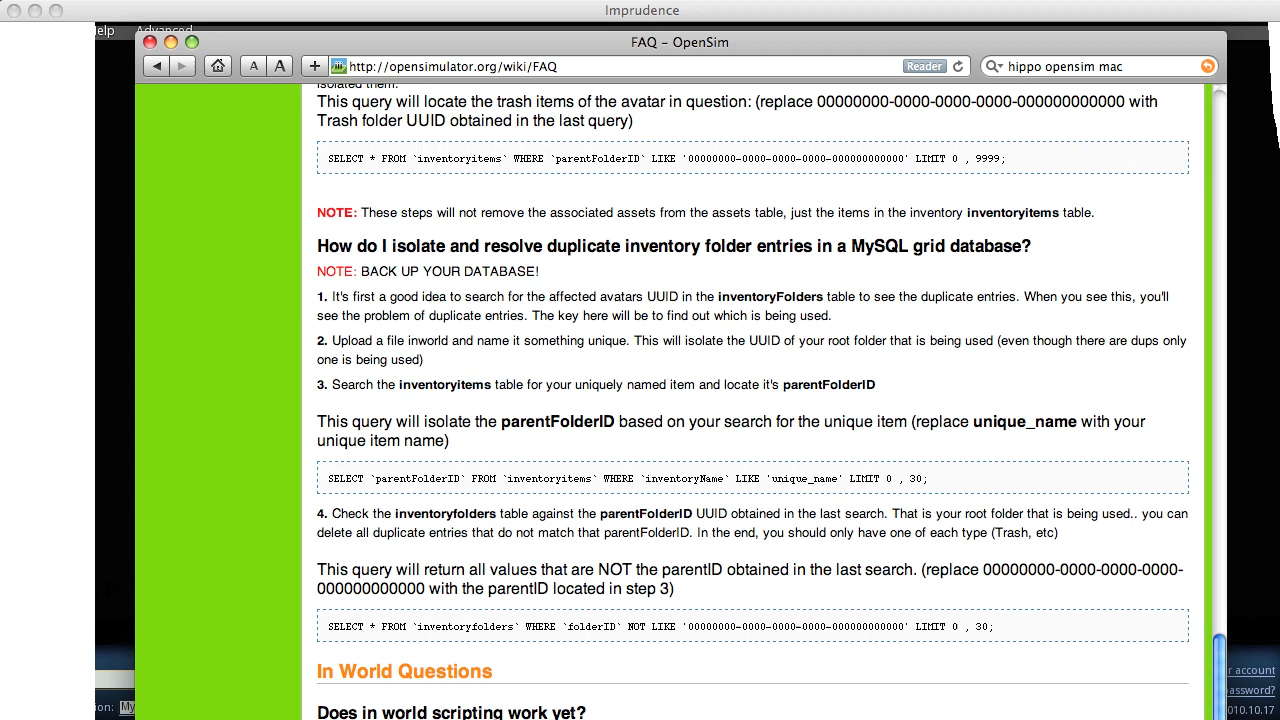 Imprudence
elp Advanced
FAQ – OpenSim
A A + http://opensimulator.org/wiki/FAQ Reader hippo opensim mac
isolated them.
This query will locate the trash items of the avatar in question: (replace 00000000-0000-0000-0000-000000000000 with
Trash folder UUID obtained in the last query)
SELECT * FROM `inventoryitems` WHERE `parentFolderID` LIKE '00000000-0000-0000-0000-000000000000' LIMIT 0 , 9999;
NOTE: These steps will not remove the associated assets from the assets table, just the items in the inventory inventoryitems table.
How do I isolate and resolve duplicate inventory folder entries in a MySQL grid database?
NOTE: BACK UP YOUR DATABASE!
1. It's first a good idea to search for the affected avatars UUID in the inventoryFolders table to see the duplicate entries. When you see this, you'll
see the problem of duplicate entries. The key here will be to find out which is being used.
2. Upload a file inworld and name it something unique. This will isolate the UUID of your root folder that is being used (even though there are dups only
one is being used)
3. Search the inventoryitems table for your uniquely named item and locate it's parentFolderID
This query will isolate the parentFolderID based on your search for the unique item (replace unique_name with your
unique item name)
SELECT `parentFolderID` FROM `inventoryitems` WHERE `inventoryName` LIKE 'unique_name' LIMIT 0 , 30;
4. Check the inventoryfolders table against the parentFolderID UUID obtained in the last search. That is your root folder that is being used.. you can
delete all duplicate entries that do not match that parentFolderID. In the end, you should only have one of each type (Trash, etc)
This query will return all values that are NOT the parentID obtained in the last search. (replace 00000000-0000-0000-0000-
000000000000 with the parentID located in step 3)
SELECT * FROM `inventoryfolders` WHERE `folderID` NOT LIKE '00000000-0000-0000-0000-000000000000' LIMIT 0 , 30;
In World Questions
r account
assword?
ion: My
010.10.17
Does in world scripting work yet?